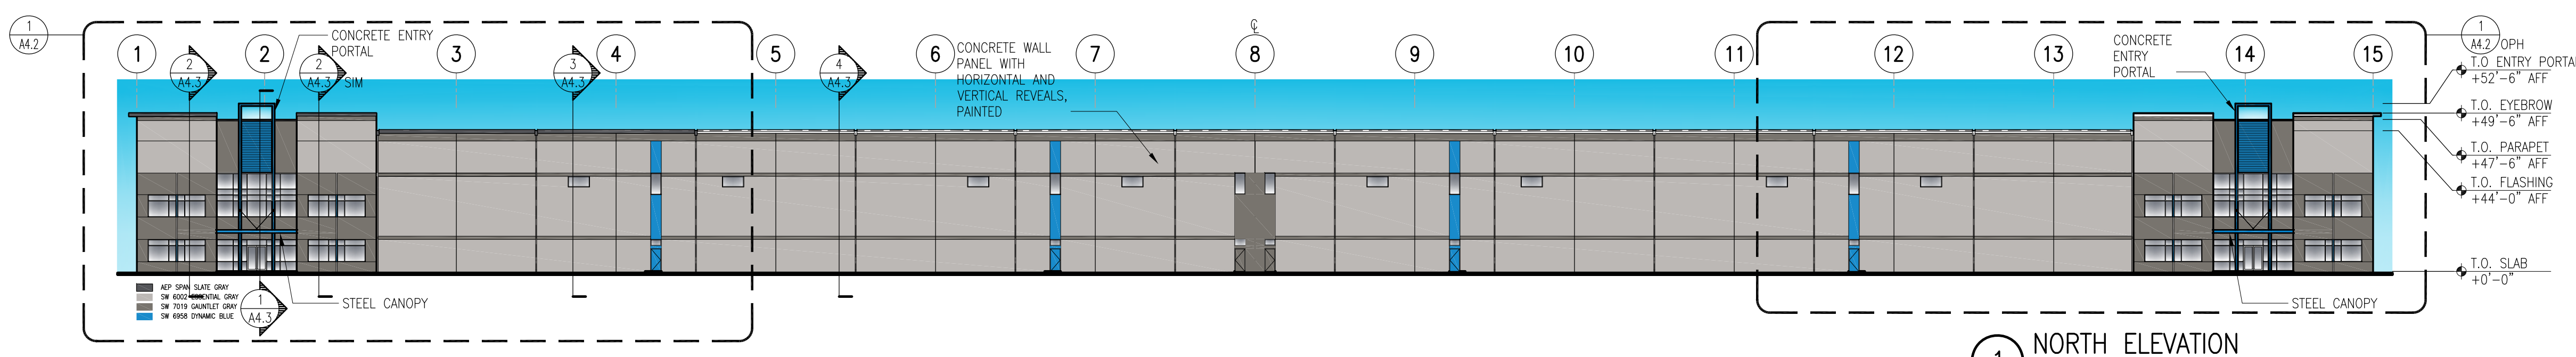 1
A4.2
1
2
3
4
5
6
7
℄
8
9
10
11
12
13
14
15
2
A4.3
CONCRETE ENTRY
PORTAL
2
A4.3
SIM
3
A4.3
4
A4.3
CONCRETE WALL
PANEL WITH
HORIZONTAL AND
VERTICAL REVEALS,
PAINTED
CONCRETE
ENTRY
PORTAL
1
A4.2 OPH
T.O ENTRY PORTAL
+52'-6" AFF
T.O. EYEBROW
+49'-6" AFF
T.O. PARAPET
+47'-6" AFF
T.O. FLASHING
+44'-0" AFF
T.O. SLAB
+0'-0"
AEP SPAN SLATE GRAY
SW 6002 ESSENTIAL GRAY
SW 7019 GAUNTLET GRAY
SW 6958 DYNAMIC BLUE
1
A4.3
STEEL CANOPY
STEEL CANOPY
1
NORTH ELEVATION